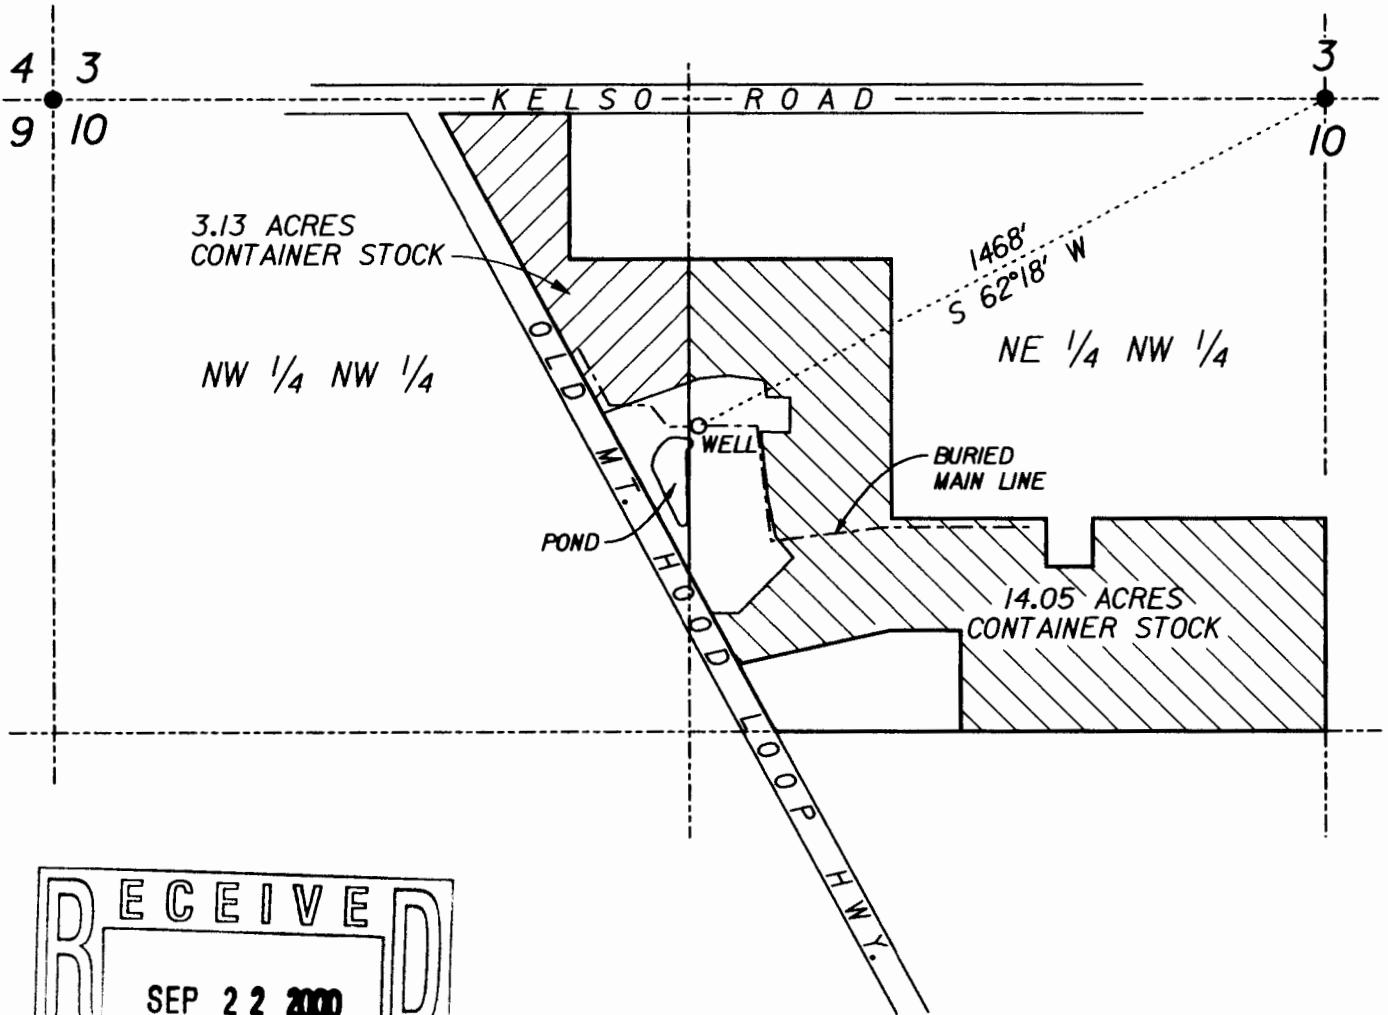 4 3
3
KELSO ROAD
9 10
10
3.13 ACRES
CONTAINER STOCK
1468'
S 62°18' W
OLD MT. HOOD LOOP HWY.
NW 1/4 NW 1/4
NE 1/4 NW 1/4
WELL
BURIED
MAIN LINE
POND
14.05 ACRES
CONTAINER STOCK
RECEIVED
SEP 22 2000